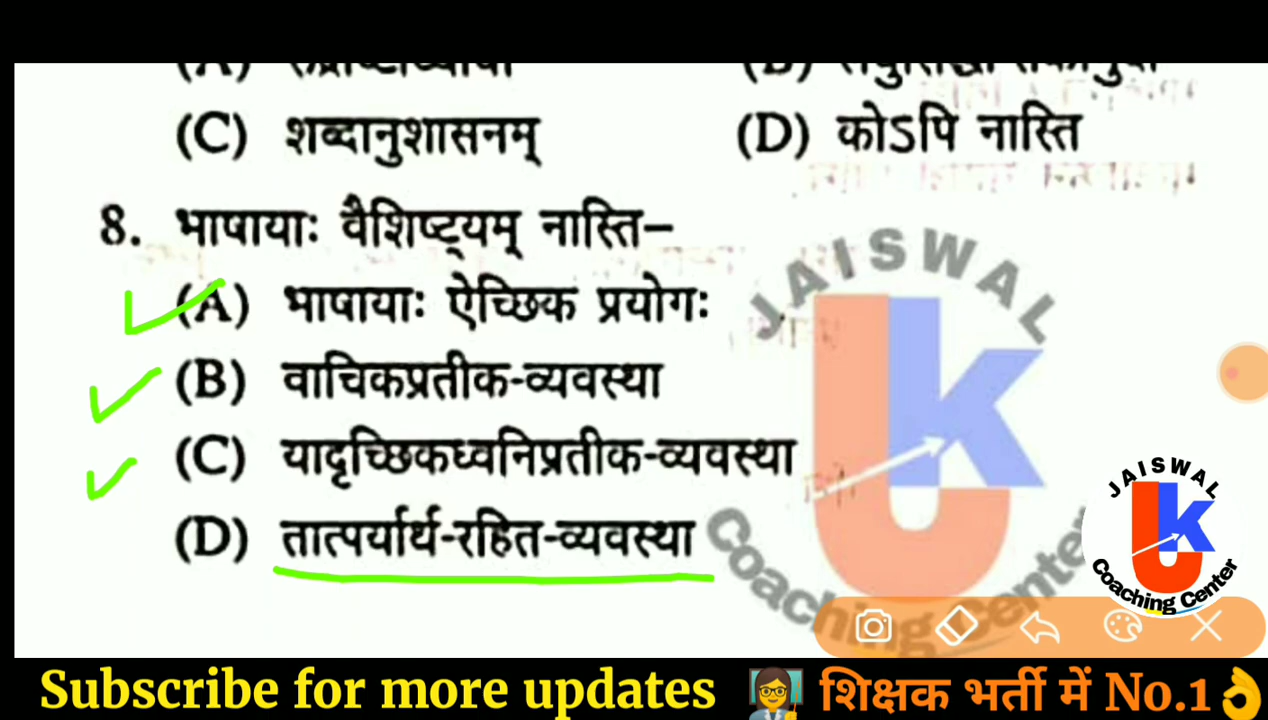 (C) शब्दानुशासनम् (D) कोऽपि नास्ति
8. भाषायाः वैशिष्ट्यम् नास्ति–
(A) भाषायाः ऐच्छिक प्रयोगः
(B) वाचिकप्रतीक-व्यवस्था
(C) यादृच्छिकध्वनिप्रतीक-व्यवस्था
(D) तात्पर्यार्थ-रहित-व्यवस्था
JAISWAL
Coaching Center
JAISWAL
Coaching Center
Subscribe for more updates शिक्षक भर्ती में No.1